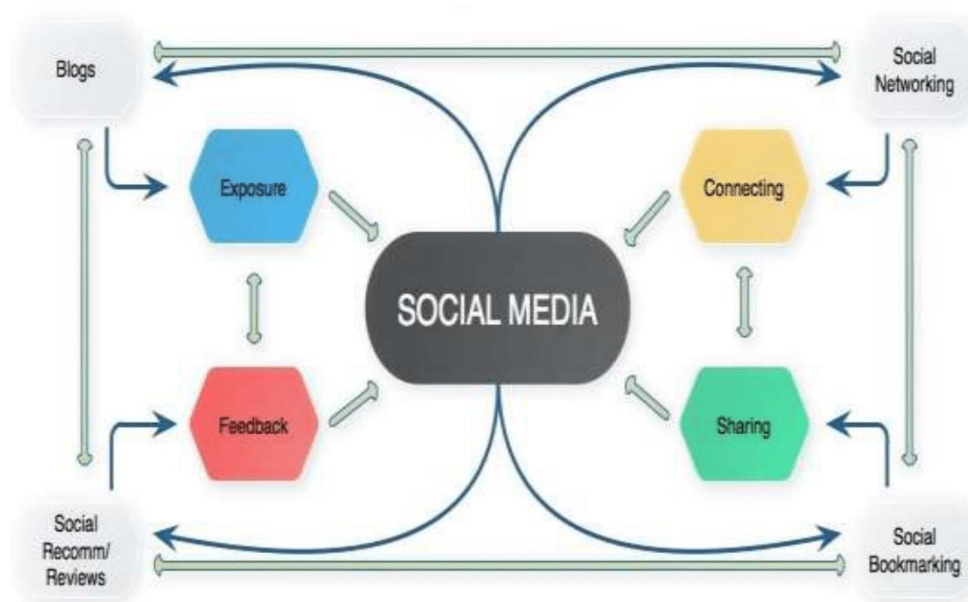 Blogs
Social
Networking
Exposure
Connecting
SOCIAL MEDIA
Feedback
Sharing
Social
Recomm/
Reviews
Social
Bookmarking